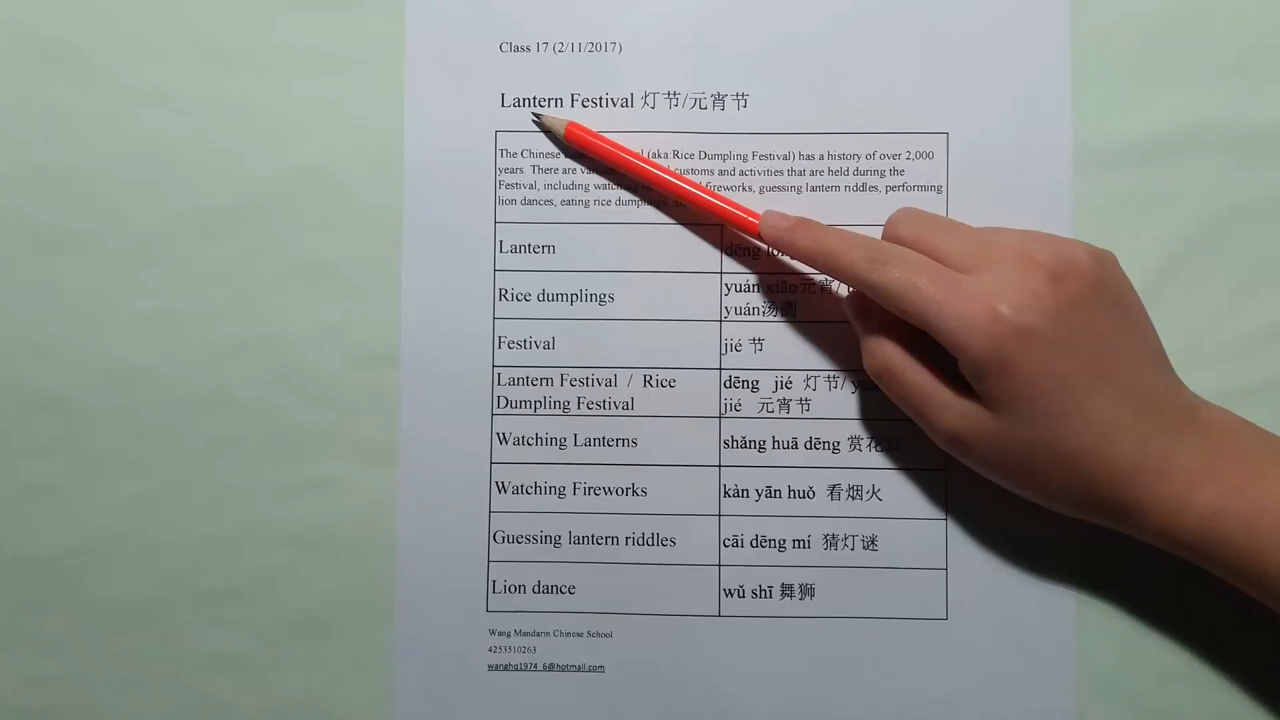 Class 17 (2/11/2017)
Lantern Festival 灯节/元宵节
The Chinese (aka Rice Dumpling Festival) has a history of over 2,000
years. There are customs and activities that are held during the
Festival, including watching fireworks, guessing lantern riddles, performing
lion dances, eating rice dumplings,
Lantern dēng
Rice dumplings yuán xiāo元宵/
yuán汤圆
Festival jié 节
Lantern Festival / Rice dēng jié 灯节/
Dumpling Festival jié 元宵节
Watching Lanterns shǎng huā dēng 赏花
Watching Fireworks kàn yān huǒ 看烟火
Guessing lantern riddles cāi dēng mí 猜灯谜
Lion dance wǔ shī 舞狮
Wang Mandarin Chinese School
4253510263
wanghq1974_6@hotmail.com